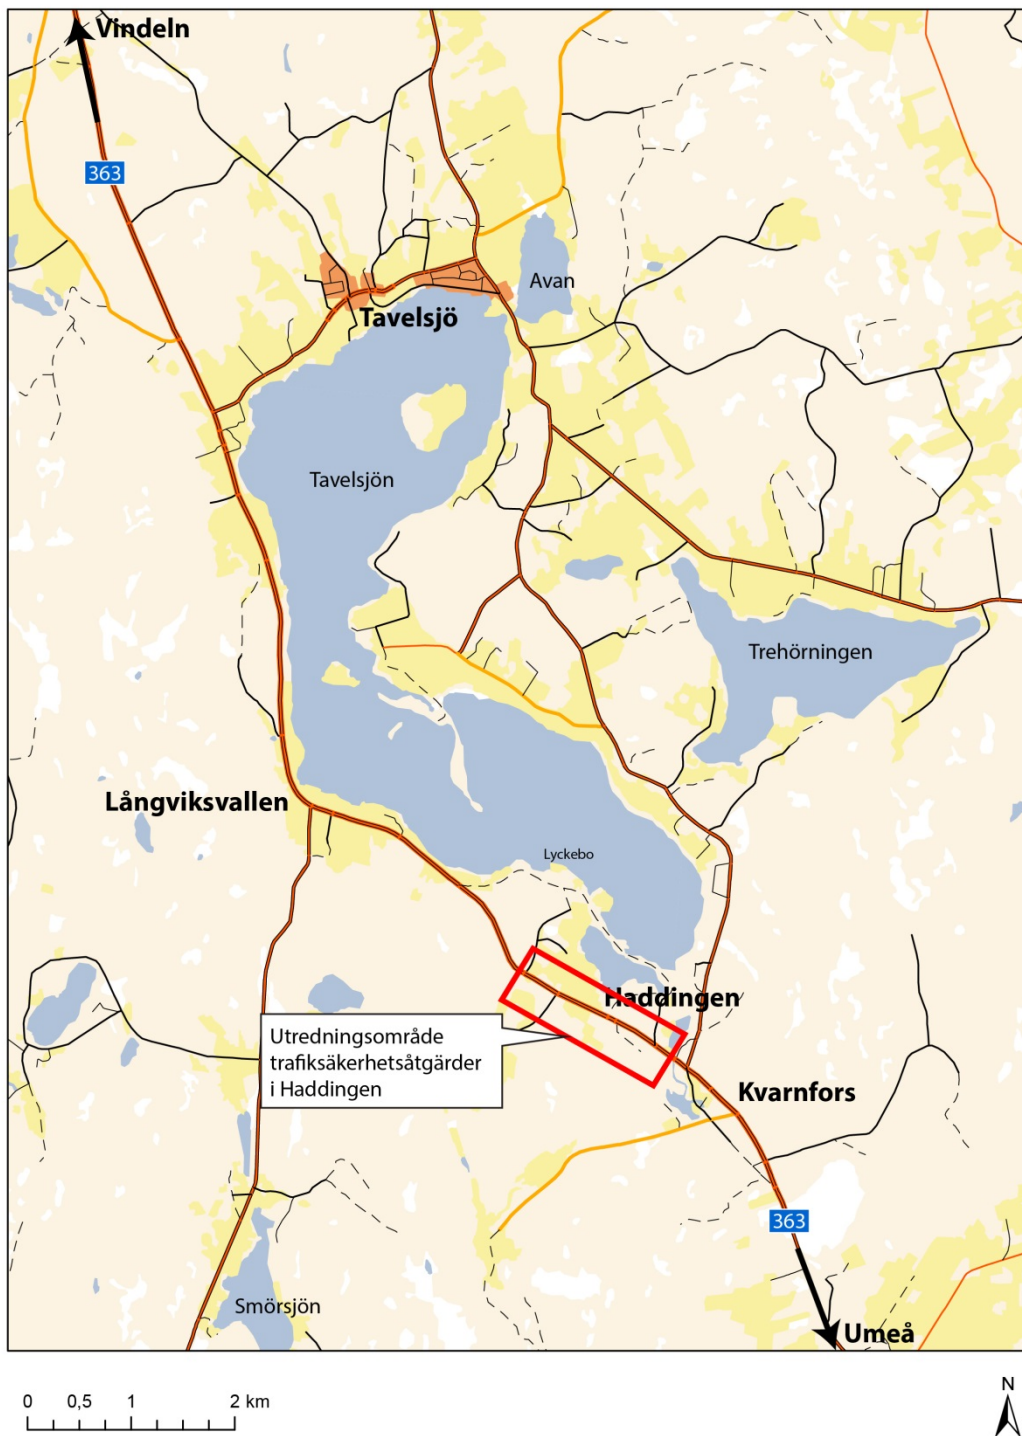 Vindeln
363
Avan
Tavelsjö
Tavelsjön
Trehörningen
Långviksvallen
Lyckebo
Haddingen
Utredningsområde
trafiksäkerhetsåtgärder
i Haddingen
Kvarnfors
363
Smörsjön
Umeå
0 0,5 1 2 km
N